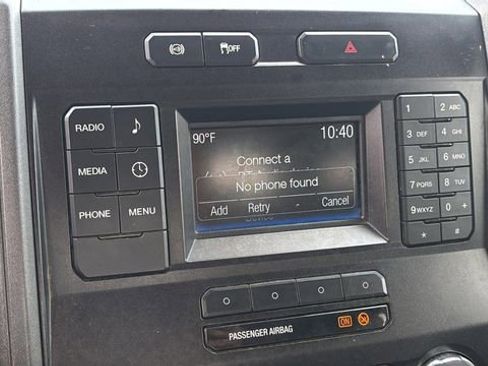 OFF
RADIO
MEDIA
PHONE MENU
90°F 10:40
Connect a
No phone found
Add Retry - Cancel
1 2 ABC
3 DEF 4 GHI
5 JKL 6 MNO
7 PQRS 8 TUV
9 WXYZ 0 +
* #
PASSENGER AIRBAG ON